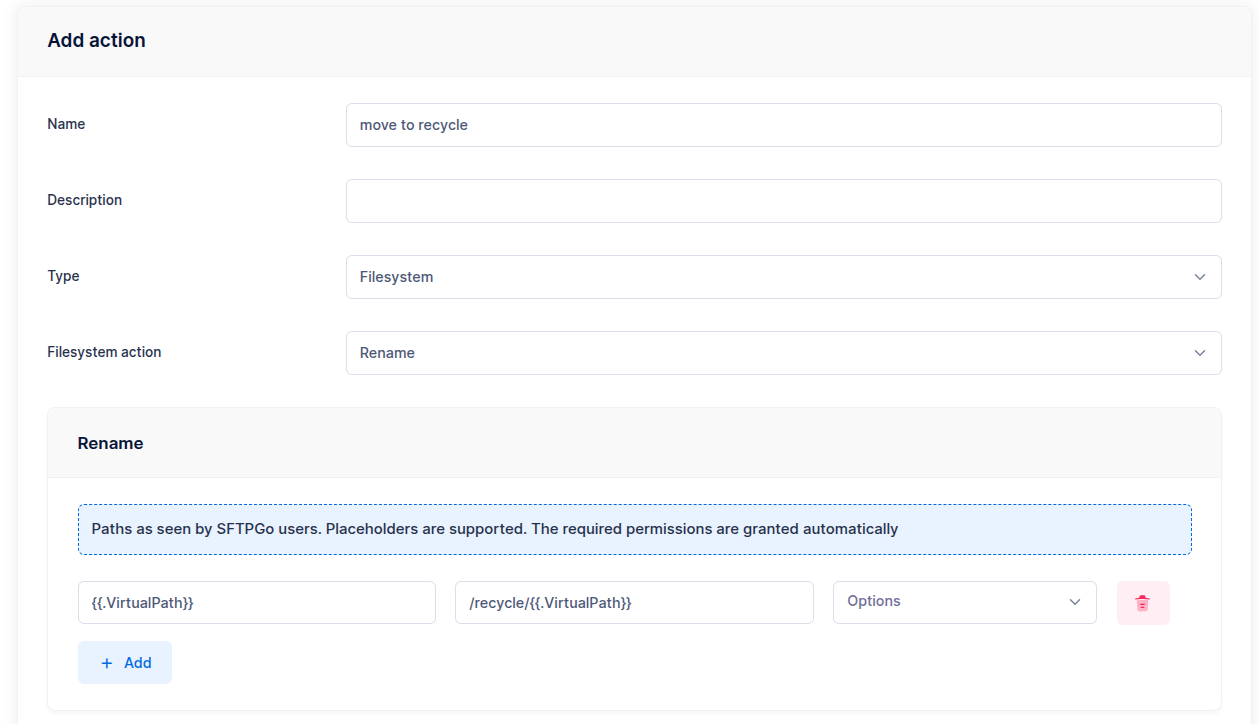 Add action
Name
move to recycle
Description
Type
Filesystem
Filesystem action
Rename
Rename
Paths as seen by SFTPGo users. Placeholders are supported. The required permissions are granted automatically
{{.VirtualPath}}
/recycle/{{.VirtualPath}}
Options
+ Add